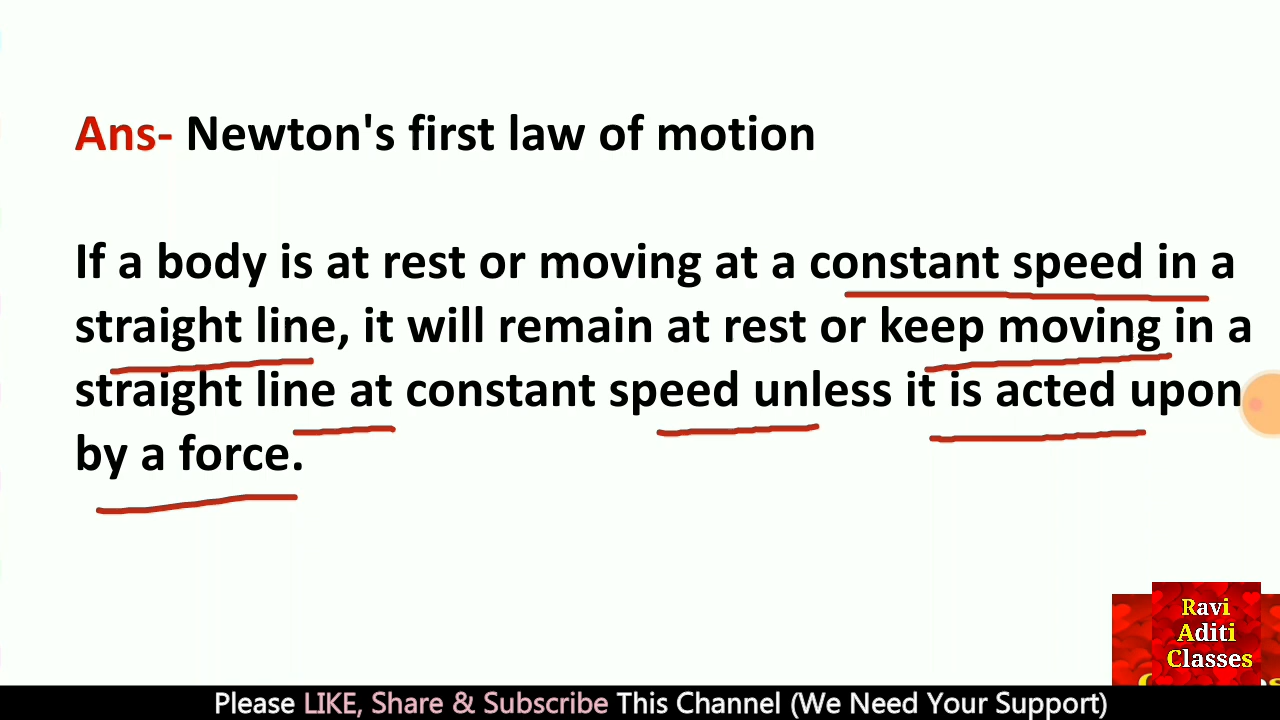 Ans- Newton's first law of motion
If a body is at rest or moving at a constant speed in a
straight line, it will remain at rest or keep moving in a
straight line at constant speed unless it is acted upon
by a force.
Ravi
Aditi
Classes
Please LIKE, Share & Subscribe This Channel (We Need Your Support)